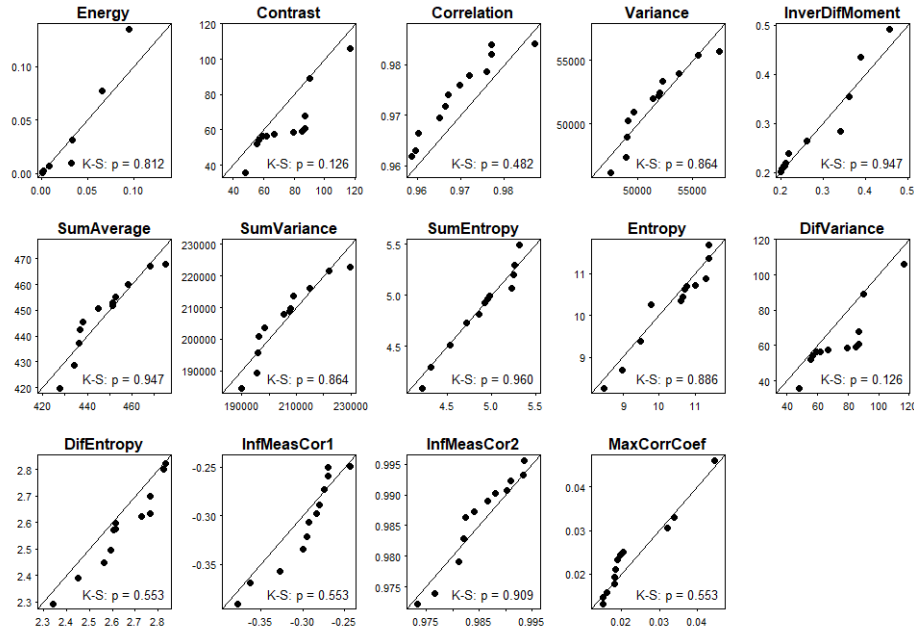 Energy
0.10
0.05
0.00
K-S: p = 0.812
0.00 0.05 0.10
Contrast
120
100
80
60
40
K-S: p = 0.126
40 60 80 100 120
Correlation
0.98
0.97
0.96
K-S: p = 0.482
0.96 0.97 0.98
Variance
55000
50000
K-S: p = 0.864
50000 55000
InverDifMoment
0.5
0.4
0.3
0.2
K-S: p = 0.947
0.2 0.3 0.4 0.5
SumAverage
470
460
450
440
430
420
K-S: p = 0.947
420 440 460
SumVariance
230000
220000
210000
200000
190000
K-S: p = 0.864
190000 210000 230000
SumEntropy
5.5
5.0
4.5
K-S: p = 0.960
4.5 5.0 5.5
Entropy
11
10
9
8
K-S: p = 0.886
9 10 11
DifVariance
120
100
80
60
40
K-S: p = 0.126
40 60 80 100 120
DifEntropy
2.8
2.7
2.6
2.5
2.4
2.3
K-S: p = 0.553
2.3 2.4 2.5 2.6 2.7 2.8
InfMeasCor1
-0.25
-0.30
-0.35
K-S: p = 0.553
-0.35 -0.30 -0.25
InfMeasCor2
0.995
0.990
0.985
0.980
0.975
K-S: p = 0.909
0.975 0.985 0.995
MaxCorrCoef
0.04
0.03
0.02
K-S: p = 0.553
0.02 0.03 0.04